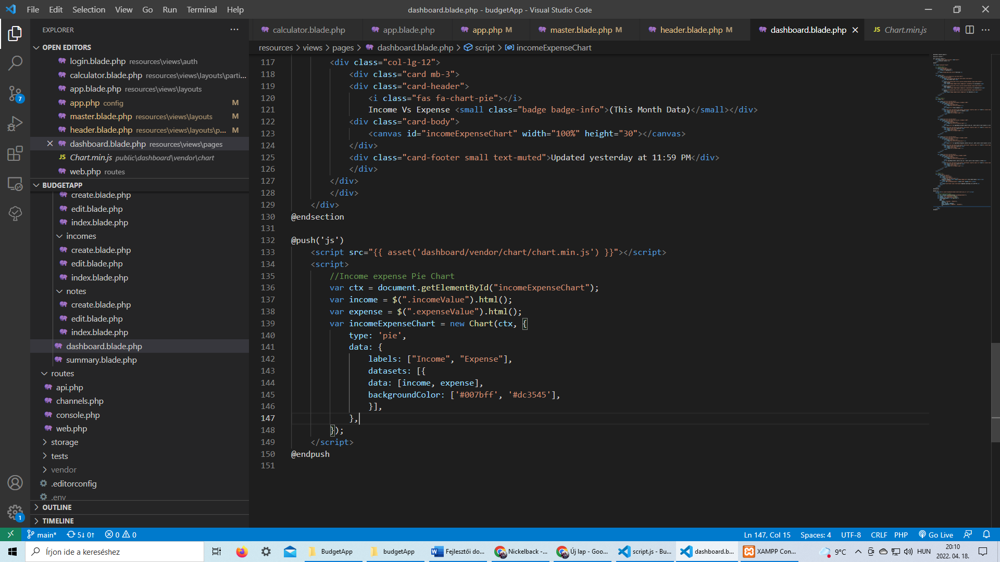 File Edit Selection View Go Run Terminal Help
dashboard.blade.php - budgetApp - Visual Studio Code
EXPLORER
OPEN EDITORS
login.blade.php resources\views\auth
calculator.blade.php resources\views\layouts\parti...
app.blade.php resources\views\layouts
app.php config M
master.blade.php resources\views\layouts M
header.blade.php resources\views\layouts\p... M
dashboard.blade.php resources\views\pages
JS Chart.min.js public\dashboard\vendor\chart
web.php routes
BUDGETAPP
create.blade.php
edit.blade.php
index.blade.php
incomes
create.blade.php
edit.blade.php
index.blade.php
notes
create.blade.php
edit.blade.php
index.blade.php
dashboard.blade.php
summary.blade.php
routes
api.php
channels.php
console.php
web.php
storage
tests
vendor
.editorconfig
.env
OUTLINE
TIMELINE
7
1
calculator.blade.php app.blade.php app.php M master.blade.php M header.blade.php M dashboard.blade.php JS Chart.min.js
resources > views > pages > dashboard.blade.php > script > incomeExpenseChart
117 <div class="col-lg-12">
118 <div class="card mb-3">
119 <div class="card-header">
120 <i class="fas fa-chart-pie"></i>
121 Income Vs Expense <small class="badge badge-info">(This Month Data)</small></div>
122 <div class="card-body">
123 <canvas id="incomeExpenseChart" width="100%" height="30"></canvas>
124 </div>
125 <div class="card-footer small text-muted">Updated yesterday at 11:59 PM</div>
126 </div>
127 </div>
128 </div>
129 </div>
130 @endsection
131
132 @push('js')
133 <script src="{{ asset('dashboard/vendor/chart/chart.min.js') }}"></script>
134 <script>
135 //Income expense Pie Chart
136 var ctx = document.getElementById("incomeExpenseChart");
137 var income = $(".incomeValue").html();
138 var expense = $(".expenseValue").html();
139 var incomeExpenseChart = new Chart(ctx, {
140 type: 'pie',
141 data: {
142 labels: ["Income", "Expense"],
143 datasets: [{
144 data: [income, expense],
145 backgroundColor: ['#007bff', '#dc3545'],
146 }],
147 },
148 });
149 </script>
150 @endpush
151
main* 5↓ 0↑ 0 0
Ln 147, Col 15 Spaces: 4 UTF-8 CRLF PHP Go Live
Írjon ide a kereséshez
BudgetApp
budgetApp
Fejlesztői do...
Nickelback -...
Új lap - Goo...
script.js - Bu...
dashboard.b...
XAMPP Con...
9°C
HUN
20:10
2022. 04. 18.